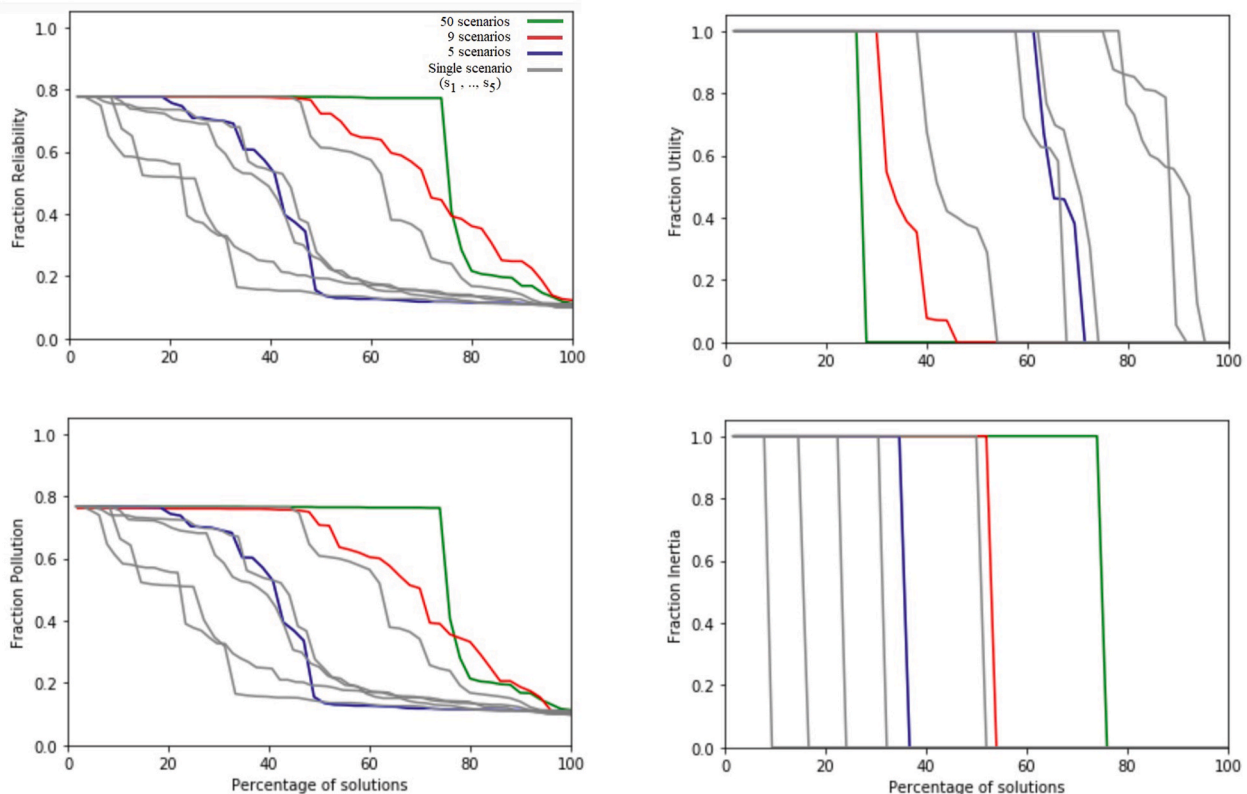 50 scenarios
9 scenarios
5 scenarios
Single scenario
(s1 , .., s5)
Fraction Reliability
1.0
0.8
0.6
0.4
0.2
0.0
0 20 40 60 80 100
Fraction Utility
1.0
0.8
0.6
0.4
0.2
0.0
0 20 40 60 80 100
Fraction Pollution
1.0
0.8
0.6
0.4
0.2
0.0
0 20 40 60 80 100
Percentage of solutions
Fraction Inertia
1.0
0.8
0.6
0.4
0.2
0.0
0 20 40 60 80 100
Percentage of solutions